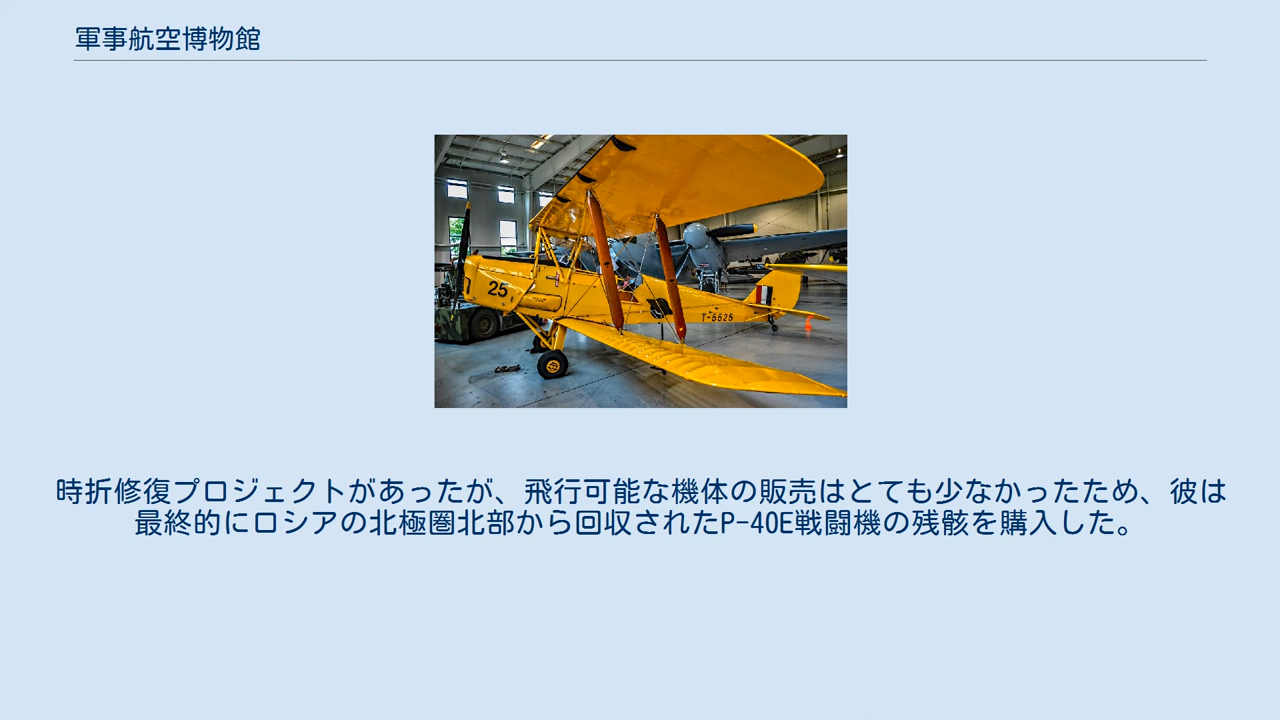 軍事航空博物館
25
T-5525
時折修復プロジェクトがあったが、飛行可能な機体の販売はとても少なかったため、彼は
最終的にロシアの北極圏北部から回収されたP-40E戦闘機の残骸を購入した。